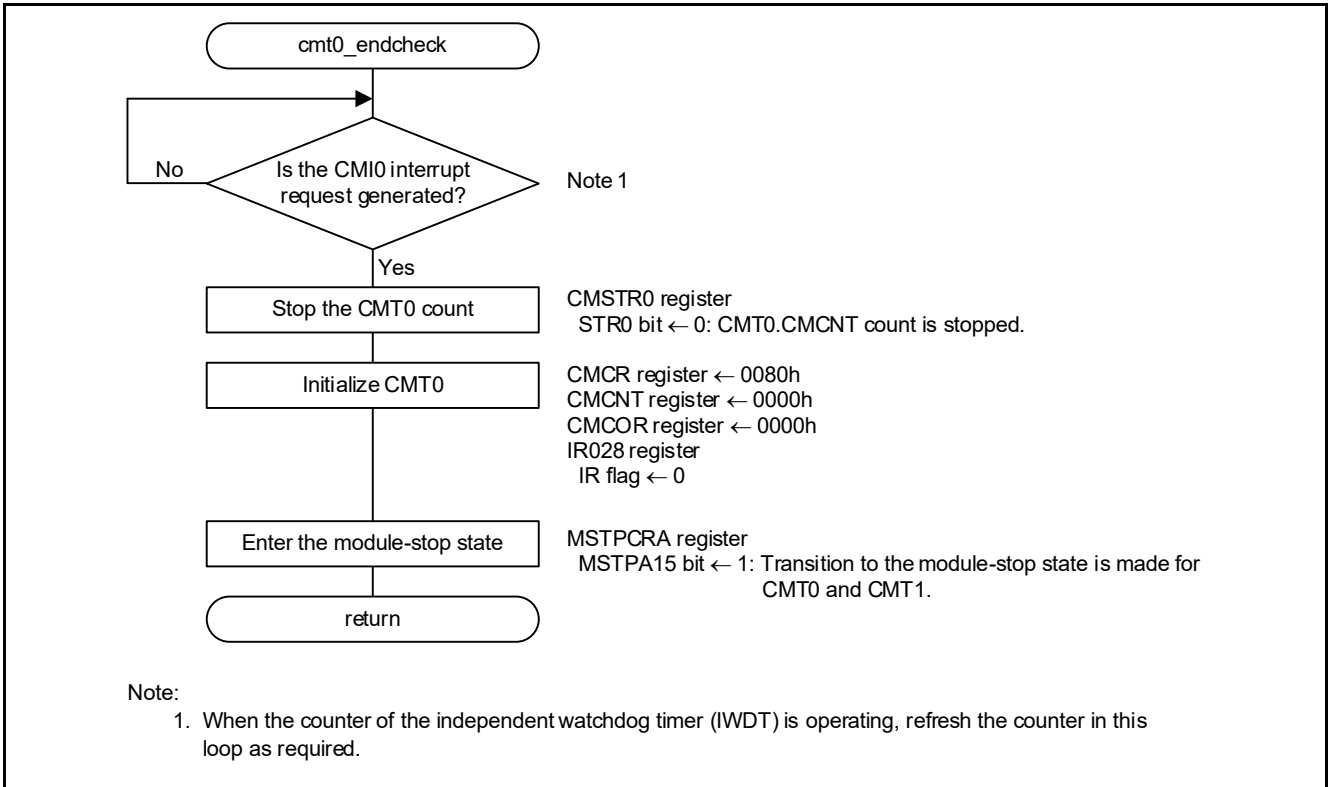 cmt0_endcheck
No
Is the CMI0 interrupt
request generated?
Note 1
Yes
Stop the CMT0 count
CMSTR0 register
STR0 bit ← 0: CMT0.CMCNT count is stopped.
Initialize CMT0
CMCR register ← 0080h
CMCNT register ← 0000h
CMCOR register ← 0000h
IR028 register
IR flag ← 0
Enter the module-stop state
MSTPCRA register
MSTPA15 bit ← 1: Transition to the module-stop state is made for
CMT0 and CMT1.
return
Note:
1. When the counter of the independent watchdog timer (IWDT) is operating, refresh the counter in this
loop as required.